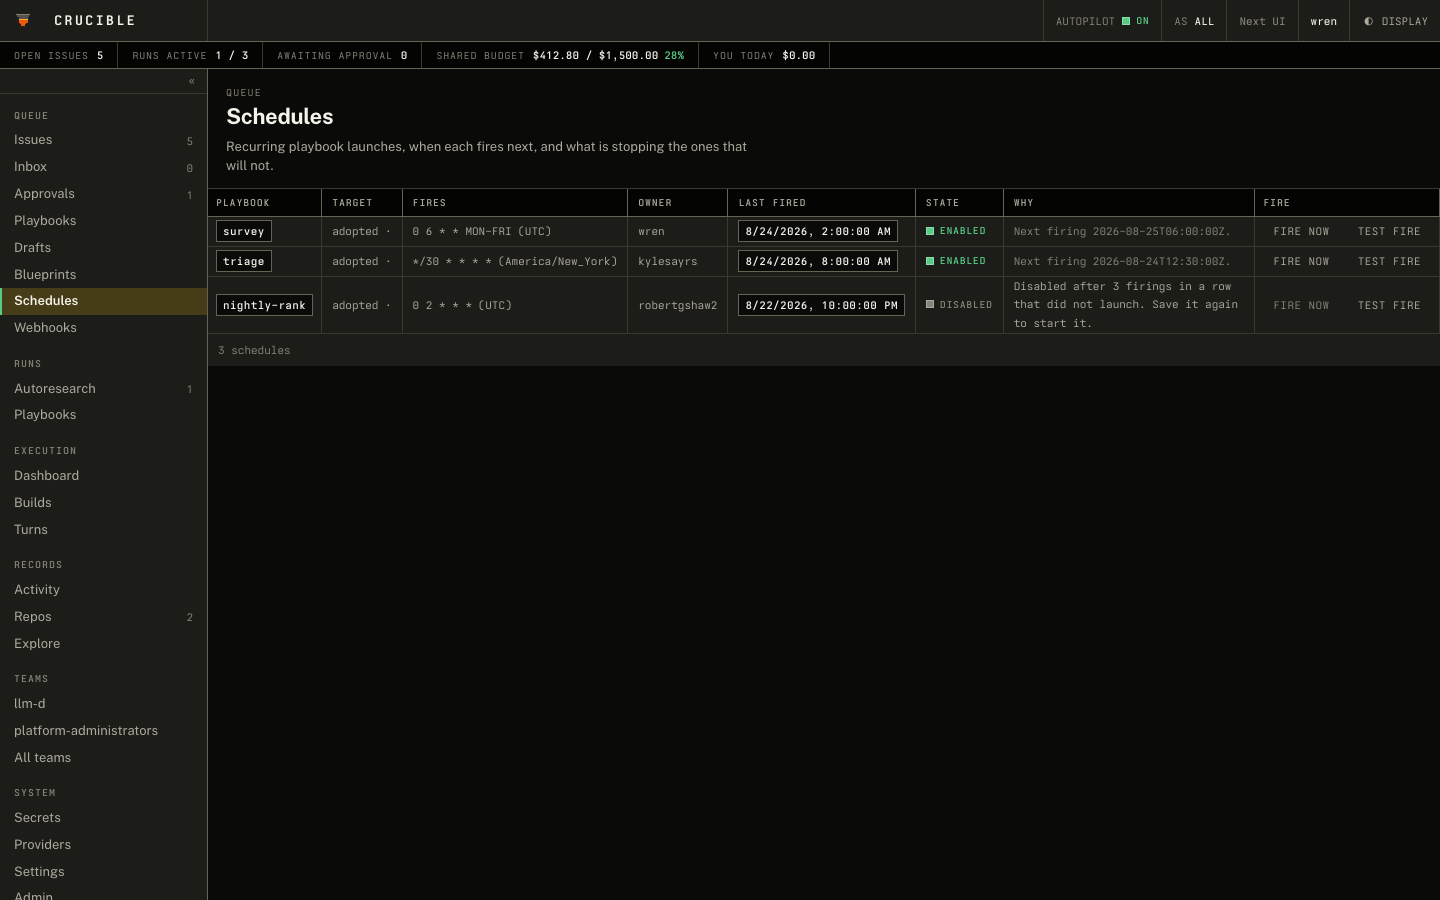 CRUCIBLE
AUTOPILOT ON
AS ALL
Next UI
wren
DISPLAY
OPEN ISSUES 5
RUNS ACTIVE 1 / 3
AWAITING APPROVAL 0
SHARED BUDGET $412.80 / $1,500.00 28%
YOU TODAY $0.00
«
QUEUE
Issues 5
Inbox 0
Approvals 1
Playbooks
Drafts
Blueprints
Schedules
Webhooks
RUNS
Autoresearch 1
Playbooks
EXECUTION
Dashboard
Builds
Turns
RECORDS
Activity
Repos 2
Explore
TEAMS
llm-d
platform-administrators
All teams
SYSTEM
Secrets
Providers
Settings
Admin
QUEUE
Schedules
Recurring playbook launches, when each fires next, and what is stopping the ones that
will not.
PLAYBOOK TARGET FIRES OWNER LAST FIRED STATE WHY FIRE
survey adopted · 0 6 * * MON-FRI (UTC) wren 8/24/2026, 2:00:00 AM ENABLED Next firing 2026-08-25T06:00:00Z. FIRE NOW TEST FIRE
triage adopted · */30 * * * * (America/New_York) kylesayrs 8/24/2026, 8:00:00 AM ENABLED Next firing 2026-08-24T12:30:00Z. FIRE NOW TEST FIRE
nightly-rank adopted · 0 2 * * * (UTC) robertgshaw2 8/22/2026, 10:00:00 PM DISABLED Disabled after 3 firings in a row
that did not launch. Save it again
to start it. FIRE NOW TEST FIRE
3 schedules